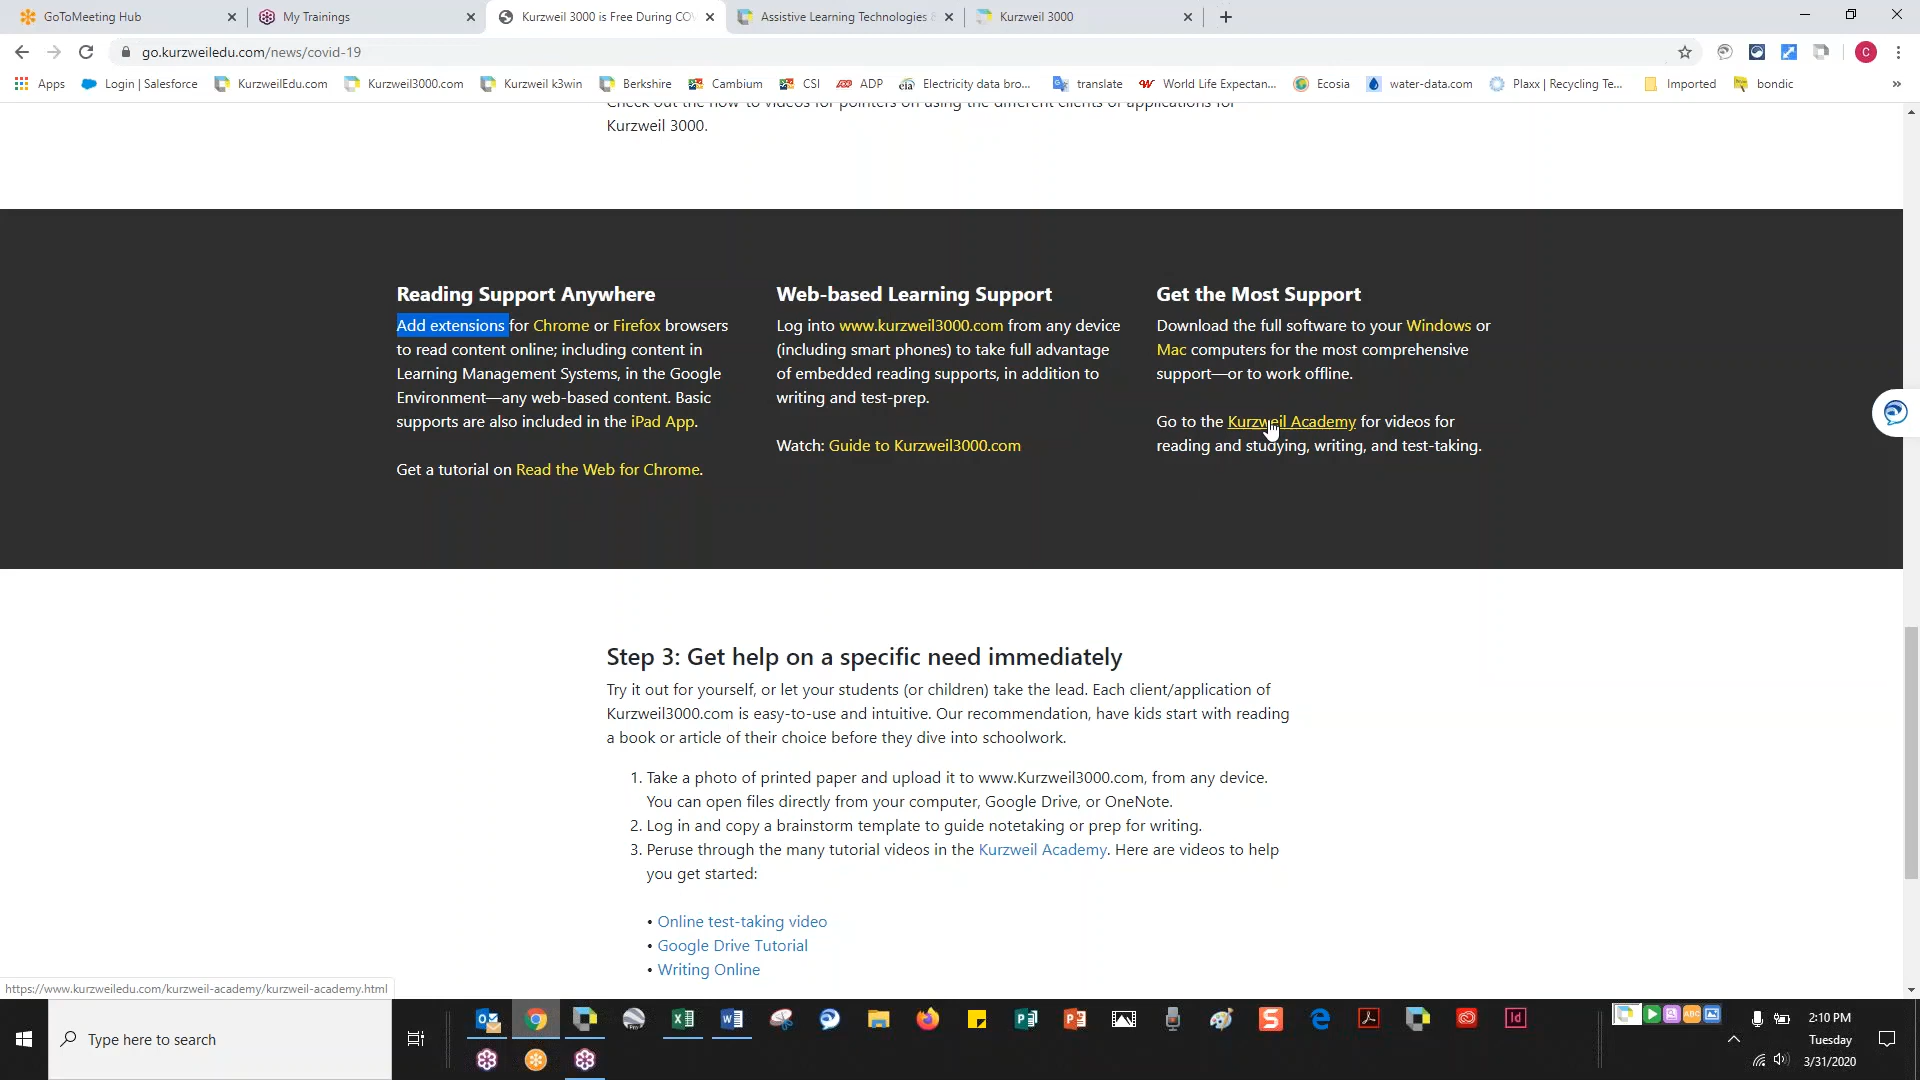 GoToMeeting Hub
My Trainings
Kurzweil 3000 is Free During CO
Assistive Learning Technologies
Kurzweil 3000
go.kurzweiledu.com/news/covid-19
C
Apps
Login | Salesforce
KurzweilEdu.com
Kurzweil3000.com
Kurzweil k3win
Berkshire
Cambium
CSI
ADP
Electricity data bro...
translate
World Life Expectan...
Ecosia
water-data.com
Plaxx | Recycling Te...
Imported
bondic
»
Check out the how-to videos for pointers on using the different clients or applications for
Kurzweil 3000.
Reading Support Anywhere
Add extensions for Chrome or Firefox browsers
to read content online; including content in
Learning Management Systems, in the Google
Environment—any web-based content. Basic
supports are also included in the iPad App.
Get a tutorial on Read the Web for Chrome.
Web-based Learning Support
Log into www.kurzweil3000.com from any device
(including smart phones) to take full advantage
of embedded reading supports, in addition to
writing and test-prep.
Watch: Guide to Kurzweil3000.com
Get the Most Support
Download the full software to your Windows or
Mac computers for the most comprehensive
support—or to work offline.
Go to the Kurzweil Academy for videos for
reading and studying, writing, and test-taking.
Step 3: Get help on a specific need immediately
Try it out for yourself, or let your students (or children) take the lead. Each client/application of
Kurzweil3000.com is easy-to-use and intuitive. Our recommendation, have kids start with reading
a book or article of their choice before they dive into schoolwork.
1. Take a photo of printed paper and upload it to www.Kurzweil3000.com, from any device.
You can open files directly from your computer, Google Drive, or OneNote.
2. Log in and copy a brainstorm template to guide notetaking or prep for writing.
3. Peruse through the many tutorial videos in the Kurzweil Academy. Here are videos to help
you get started:
• Online test-taking video
• Google Drive Tutorial
• Writing Online
https://www.kurzweiledu.com/kurzweil-academy/kurzweil-academy.html
Type here to search
2:10 PM
Tuesday
3/31/2020